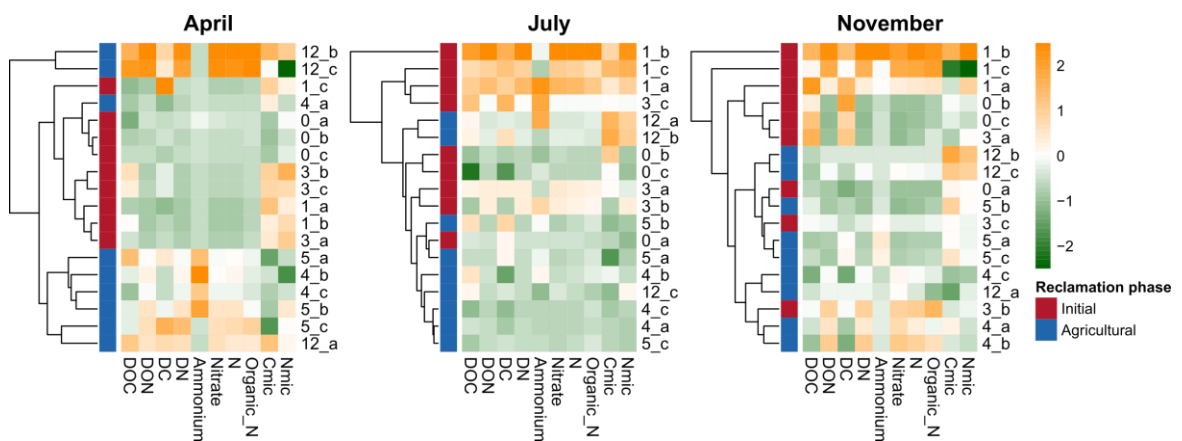 April
July
November
12_b
12_c
1_c
4_a
0_a
0_b
0_c
3_b
3_c
1_a
1_b
3_a
5_a
4_b
4_c
5_b
5_c
12_a
DOC
DON
DC
DN
Ammonium
Nitrate
N
Organic_N
Cmic
Nmic
1_b
1_c
1_a
3_c
12_a
12_b
0_b
0_c
3_a
3_b
5_b
0_a
5_a
4_b
12_c
4_c
4_a
5_c
DOC
DON
DC
DN
Ammonium
Nitrate
N
Organic_N
Cmic
Nmic
1_b
1_c
1_a
0_b
0_c
3_a
12_b
12_c
0_a
5_b
3_c
5_a
5_c
4_c
12_a
3_b
4_a
4_b
DOC
DON
DC
DN
Ammonium
Nitrate
N
Organic_N
Cmic
Nmic
2
1
0
−1
−2
Reclamation phase
Initial
Agricultural